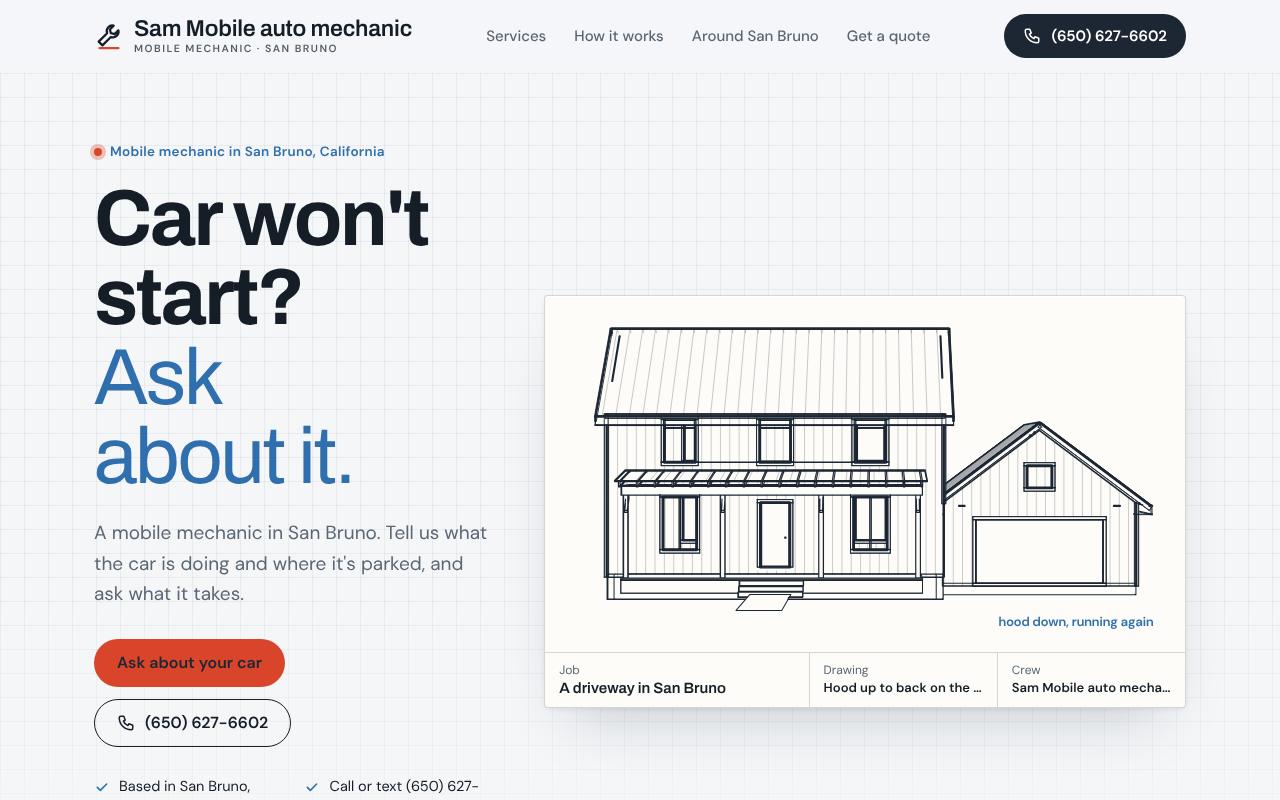 Sam Mobile auto mechanic
MOBILE MECHANIC · SAN BRUNO
Services
How it works
Around San Bruno
Get a quote
(650) 627-6602
Mobile mechanic in San Bruno, California
Car won't
start?
Ask
about it.
A mobile mechanic in San Bruno. Tell us what
the car is doing and where it's parked, and
ask what it takes.
Ask about your car
(650) 627-6602
Based in San Bruno,
Call or text (650) 627-
hood down, running again
Job
A driveway in San Bruno
Drawing
Hood up to back on the ...
Crew
Sam Mobile auto mecha...